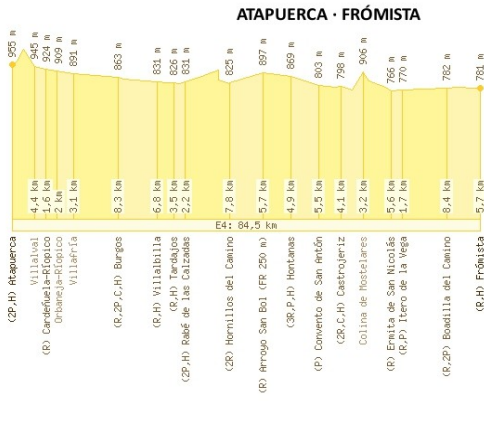 ATAPUERCA · FRÓMISTA
955 m
945 m
924 m
909 m
891 m
863 m
831 m
826 m
831 m
825 m
897 m
869 m
803 m
798 m
906 m
766 m
770 m
782 m
781 m
4,4 km
1,6 km
2 km
3,1 km
8,3 km
6,8 km
3,5 km
2,2 km
7,8 km
5,7 km
4,9 km
5,5 km
4,1 km
3,2 km
5,6 km
1,7 km
8,4 km
5.7 km
E4: 84,5 km
(2P,H) Atapuerca
Villalval
(R) Cardeñuela-Ríopico
Orbaneja-Ríopico
Villafría
(R,2P,C,H) Burgos
(R,H) Villalbilla
(R,H) Tardajos
(2P,H) Rabé de las Calzadas
(2R) Hornillos del Camino
(R) Arroyo San Bol (FR 250 m)
(3R,P,H) Hontanas
(P) Convento de San Antón
(2R,C,H) Castrojeriz
Colina de Mostelares
(R) Ermita de San Nicolás
(R,P) Itero de la Vega
(R,2P) Boadilla del Camino
(R,H) Frómista